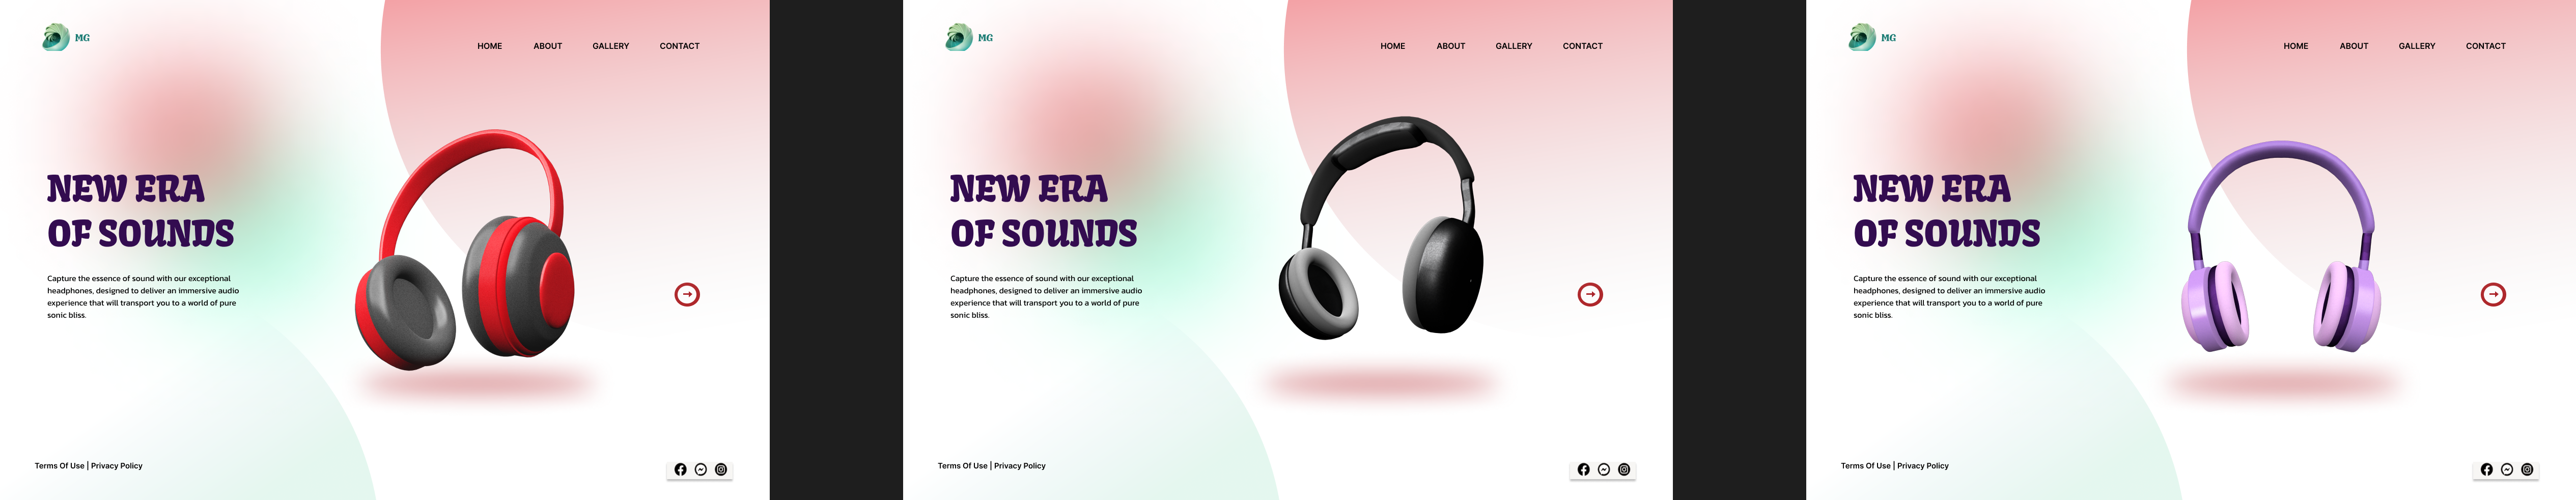 MG
HOME ABOUT GALLERY CONTACT
NEW ERA
OF SOUNDS
Capture the essence of sound with our exceptional
headphones, designed to deliver an immersive audio
experience that will transport you to a world of pure
sonic bliss.
Terms Of Use | Privacy Policy
MG
HOME ABOUT GALLERY CONTACT
NEW ERA
OF SOUNDS
Capture the essence of sound with our exceptional
headphones, designed to deliver an immersive audio
experience that will transport you to a world of pure
sonic bliss.
Terms Of Use | Privacy Policy
MG
HOME ABOUT GALLERY CONTACT
NEW ERA
OF SOUNDS
Capture the essence of sound with our exceptional
headphones, designed to deliver an immersive audio
experience that will transport you to a world of pure
sonic bliss.
Terms Of Use | Privacy Policy